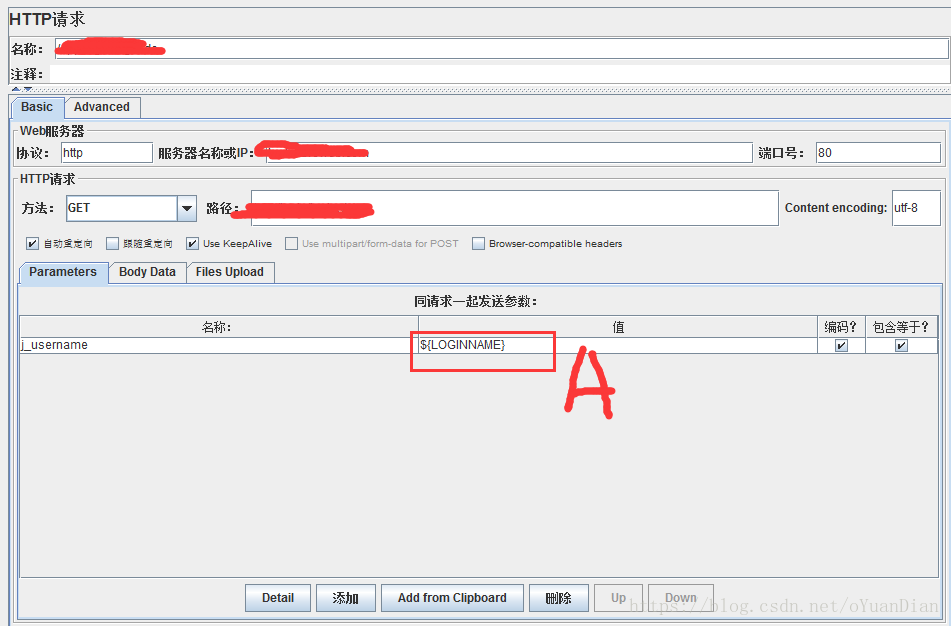 HTTP请求
名称：
注释：
Basic Advanced
Web服务器
协议： http 服务器名称或IP： 端口号： 80
HTTP请求
方法： GET 路径： Content encoding: utf-8
自动重定向 跟随重定向 Use KeepAlive Use multipart/form-data for POST Browser-compatible headers
Parameters Body Data Files Upload
同请求一起发送参数：
名称： 值 编码？ 包含等于？
j_username ${LOGINNAME}
A
Detail 添加 Add from Clipboard 删除 Up Down
https://blog.csdn.net/oYuanDian